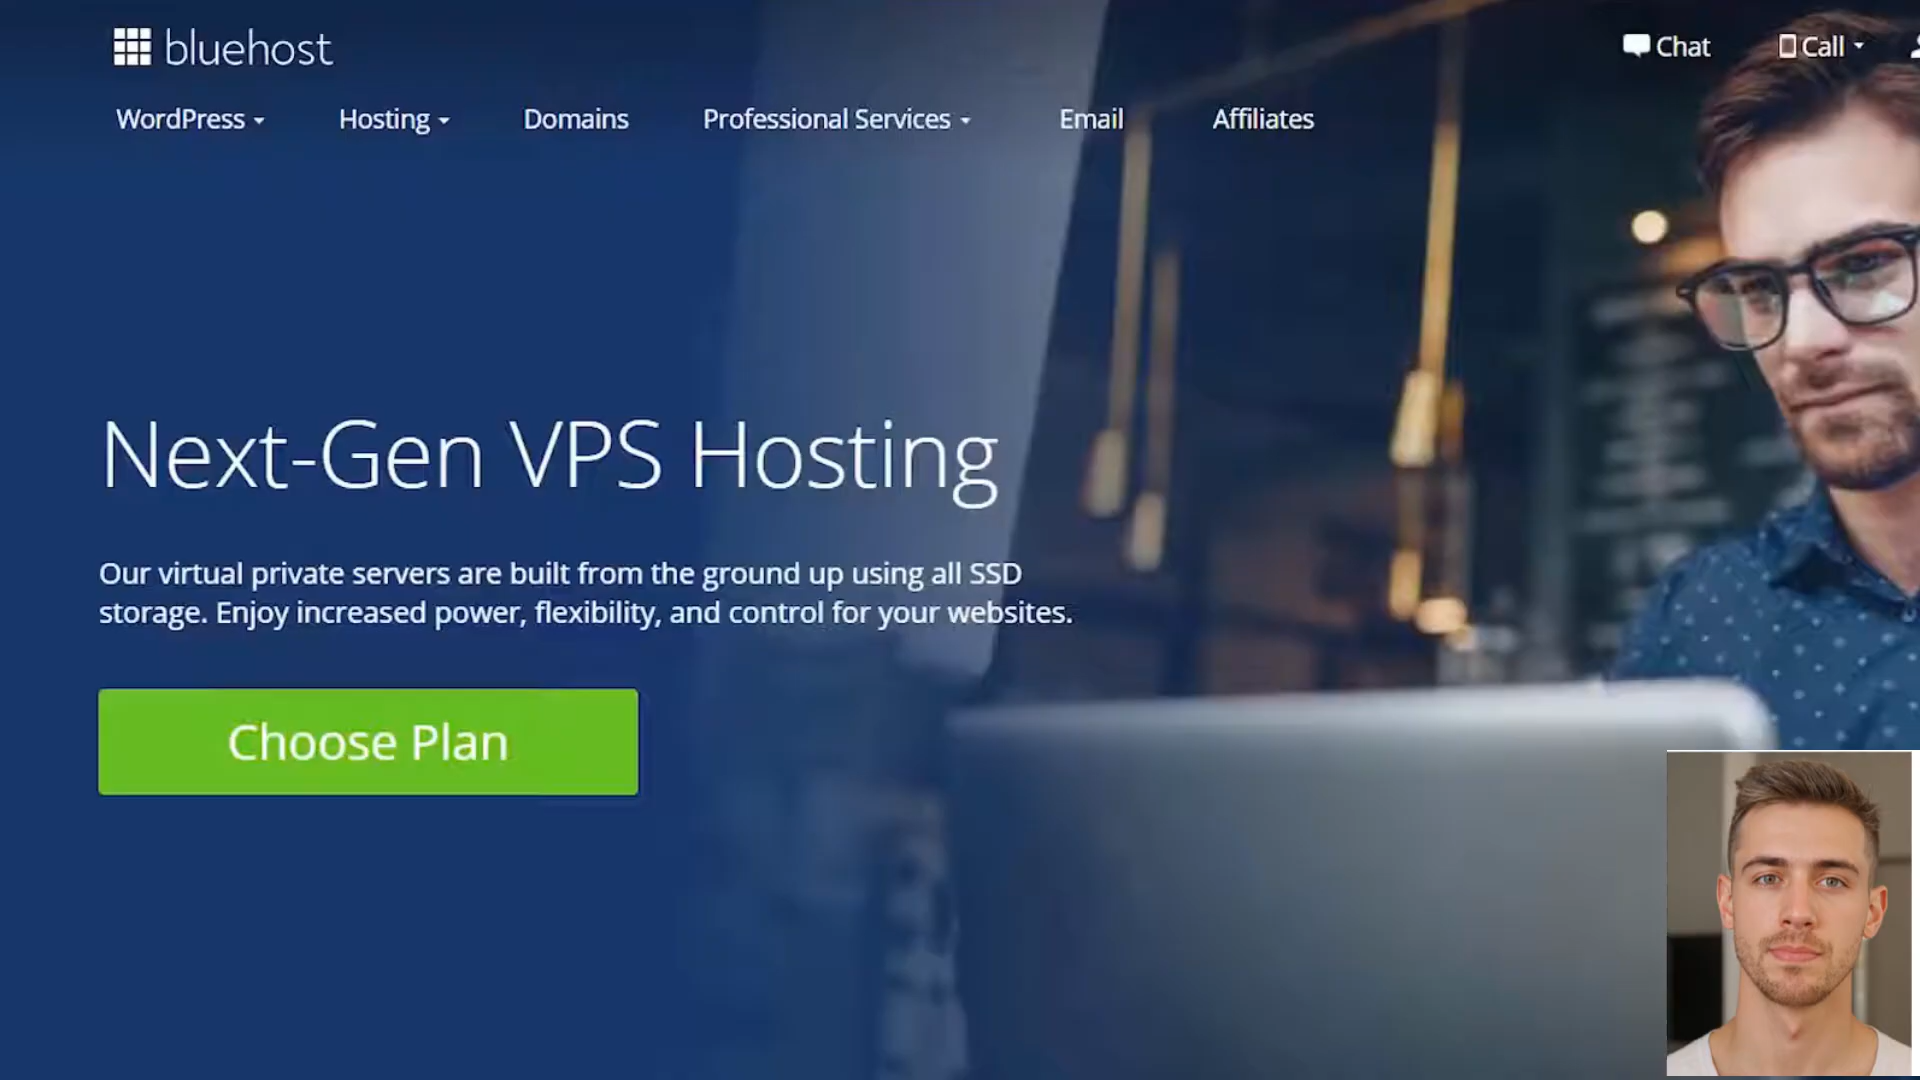 bluehost
Chat
Call
WordPress
Hosting
Domains
Professional Services
Email
Affiliates
Next-Gen VPS Hosting
Our virtual private servers are built from the ground up using all SSD
storage. Enjoy increased power, flexibility, and control for your websites.
Choose Plan